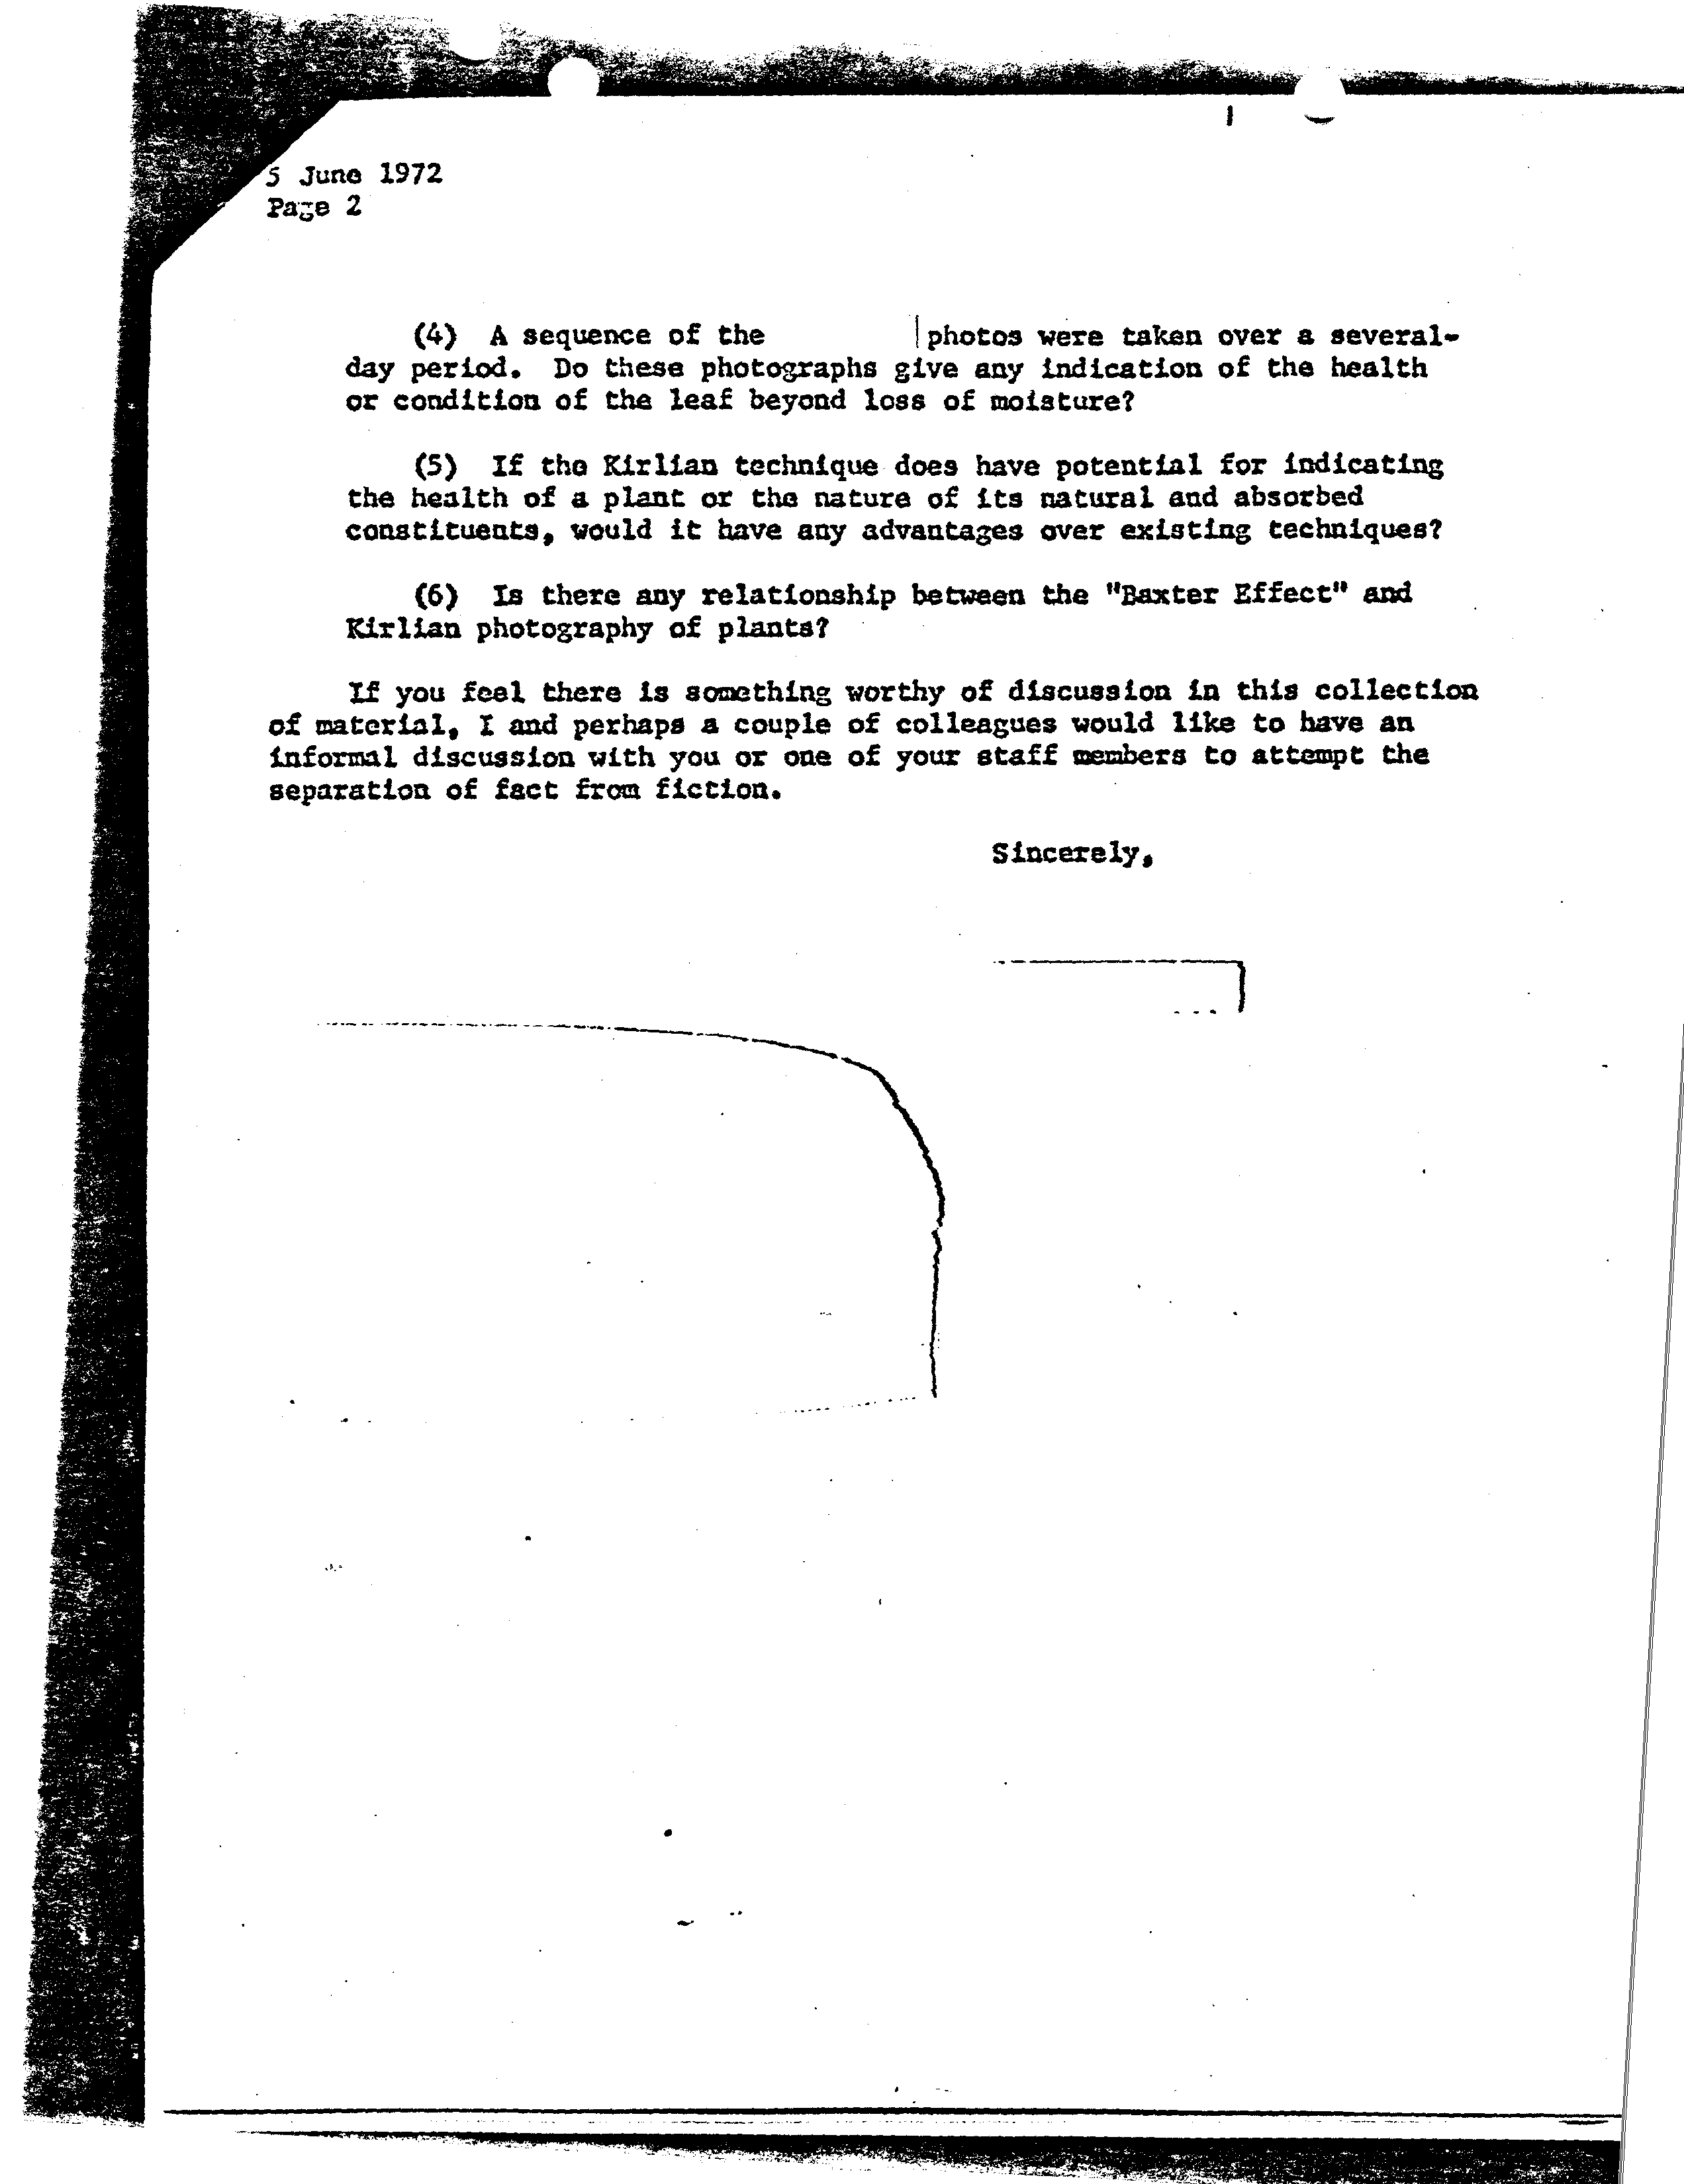 5 June 1972
Page 2
(4) A sequence of the photos were taken over a several-
day period. Do these photographs give any indication of the health
or condition of the leaf beyond loss of moisture?
(5) If the Kirlian technique does have potential for indicating
the health of a plant or the nature of its natural and absorbed
constituents, would it have any advantages over existing techniques?
(6) Is there any relationship between the "Baxter Effect" and
Kirlian photography of plants?
If you feel there is something worthy of discussion in this collection
of material, I and perhaps a couple of colleagues would like to have an
informal discussion with you or one of your staff members to attempt the
separation of fact from fiction.
Sincerely,